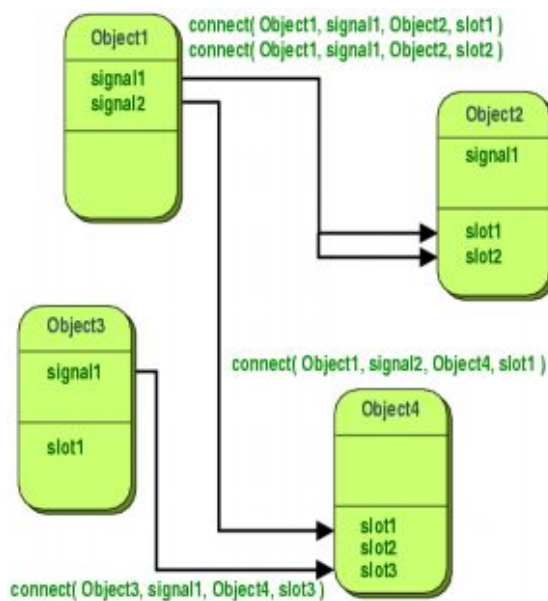 Object1
signal1
signal2
connect( Object1, signal1, Object2, slot1 )
connect( Object1, signal1, Object2, slot2 )
Object2
signal1
slot1
slot2
Object3
signal1
slot1
connect( Object1, signal2, Object4, slot1 )
Object4
slot1
slot2
slot3
connect( Object3, signal1, Object4, slot3 )